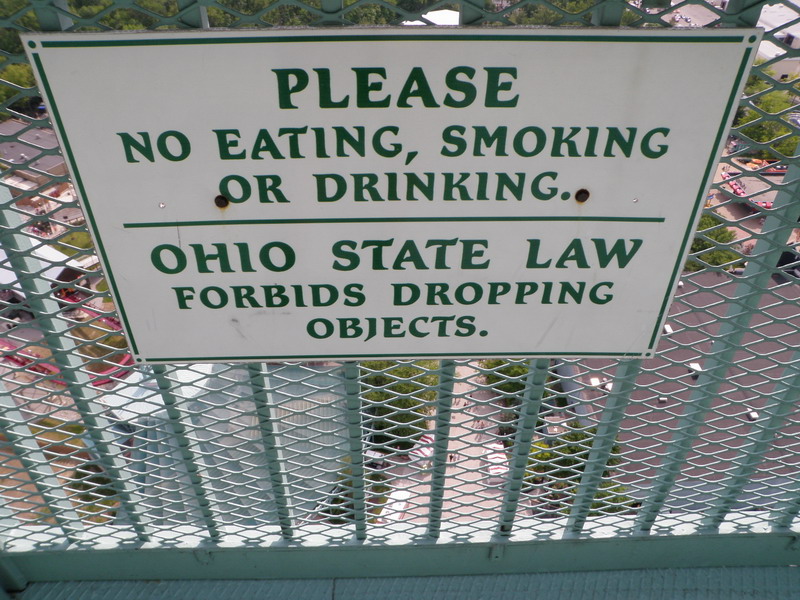 PLEASE
NO EATING, SMOKING
OR DRINKING.
OHIO STATE LAW
FORBIDS DROPPING
OBJECTS.